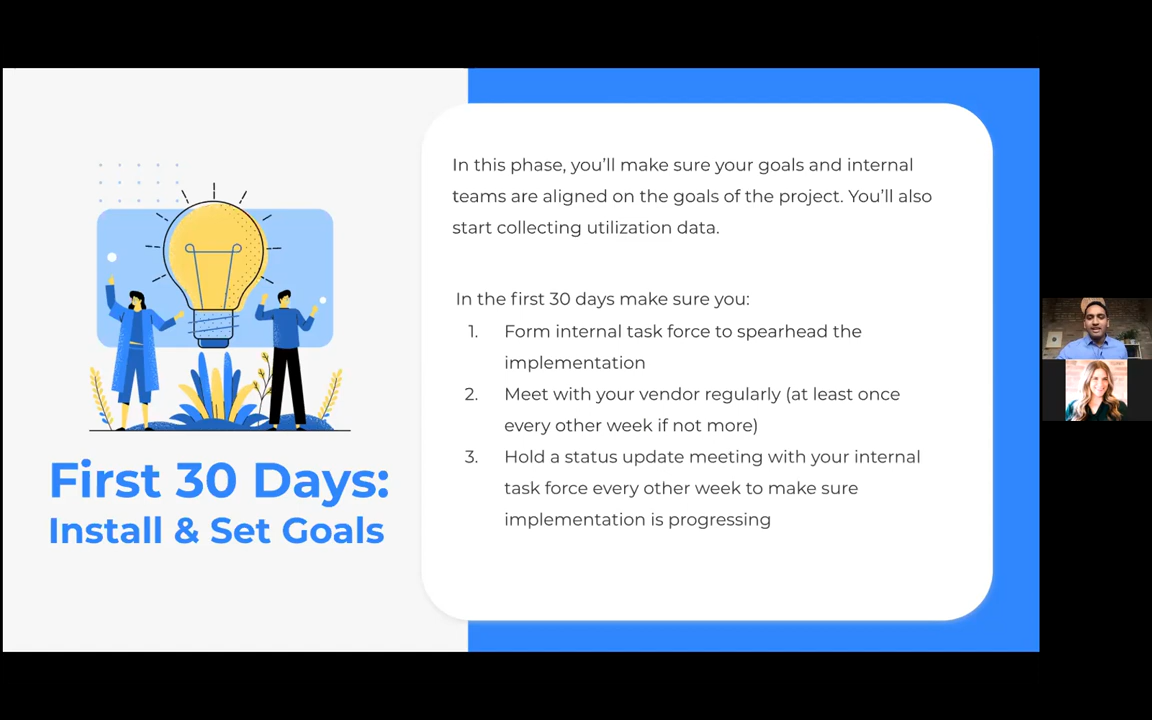 First 30 Days:
Install & Set Goals
In this phase, you’ll make sure your goals and internal
teams are aligned on the goals of the project. You’ll also
start collecting utilization data.
In the first 30 days make sure you:
1. Form internal task force to spearhead the
implementation
2. Meet with your vendor regularly (at least once
every other week if not more)
3. Hold a status update meeting with your internal
task force every other week to make sure
implementation is progressing